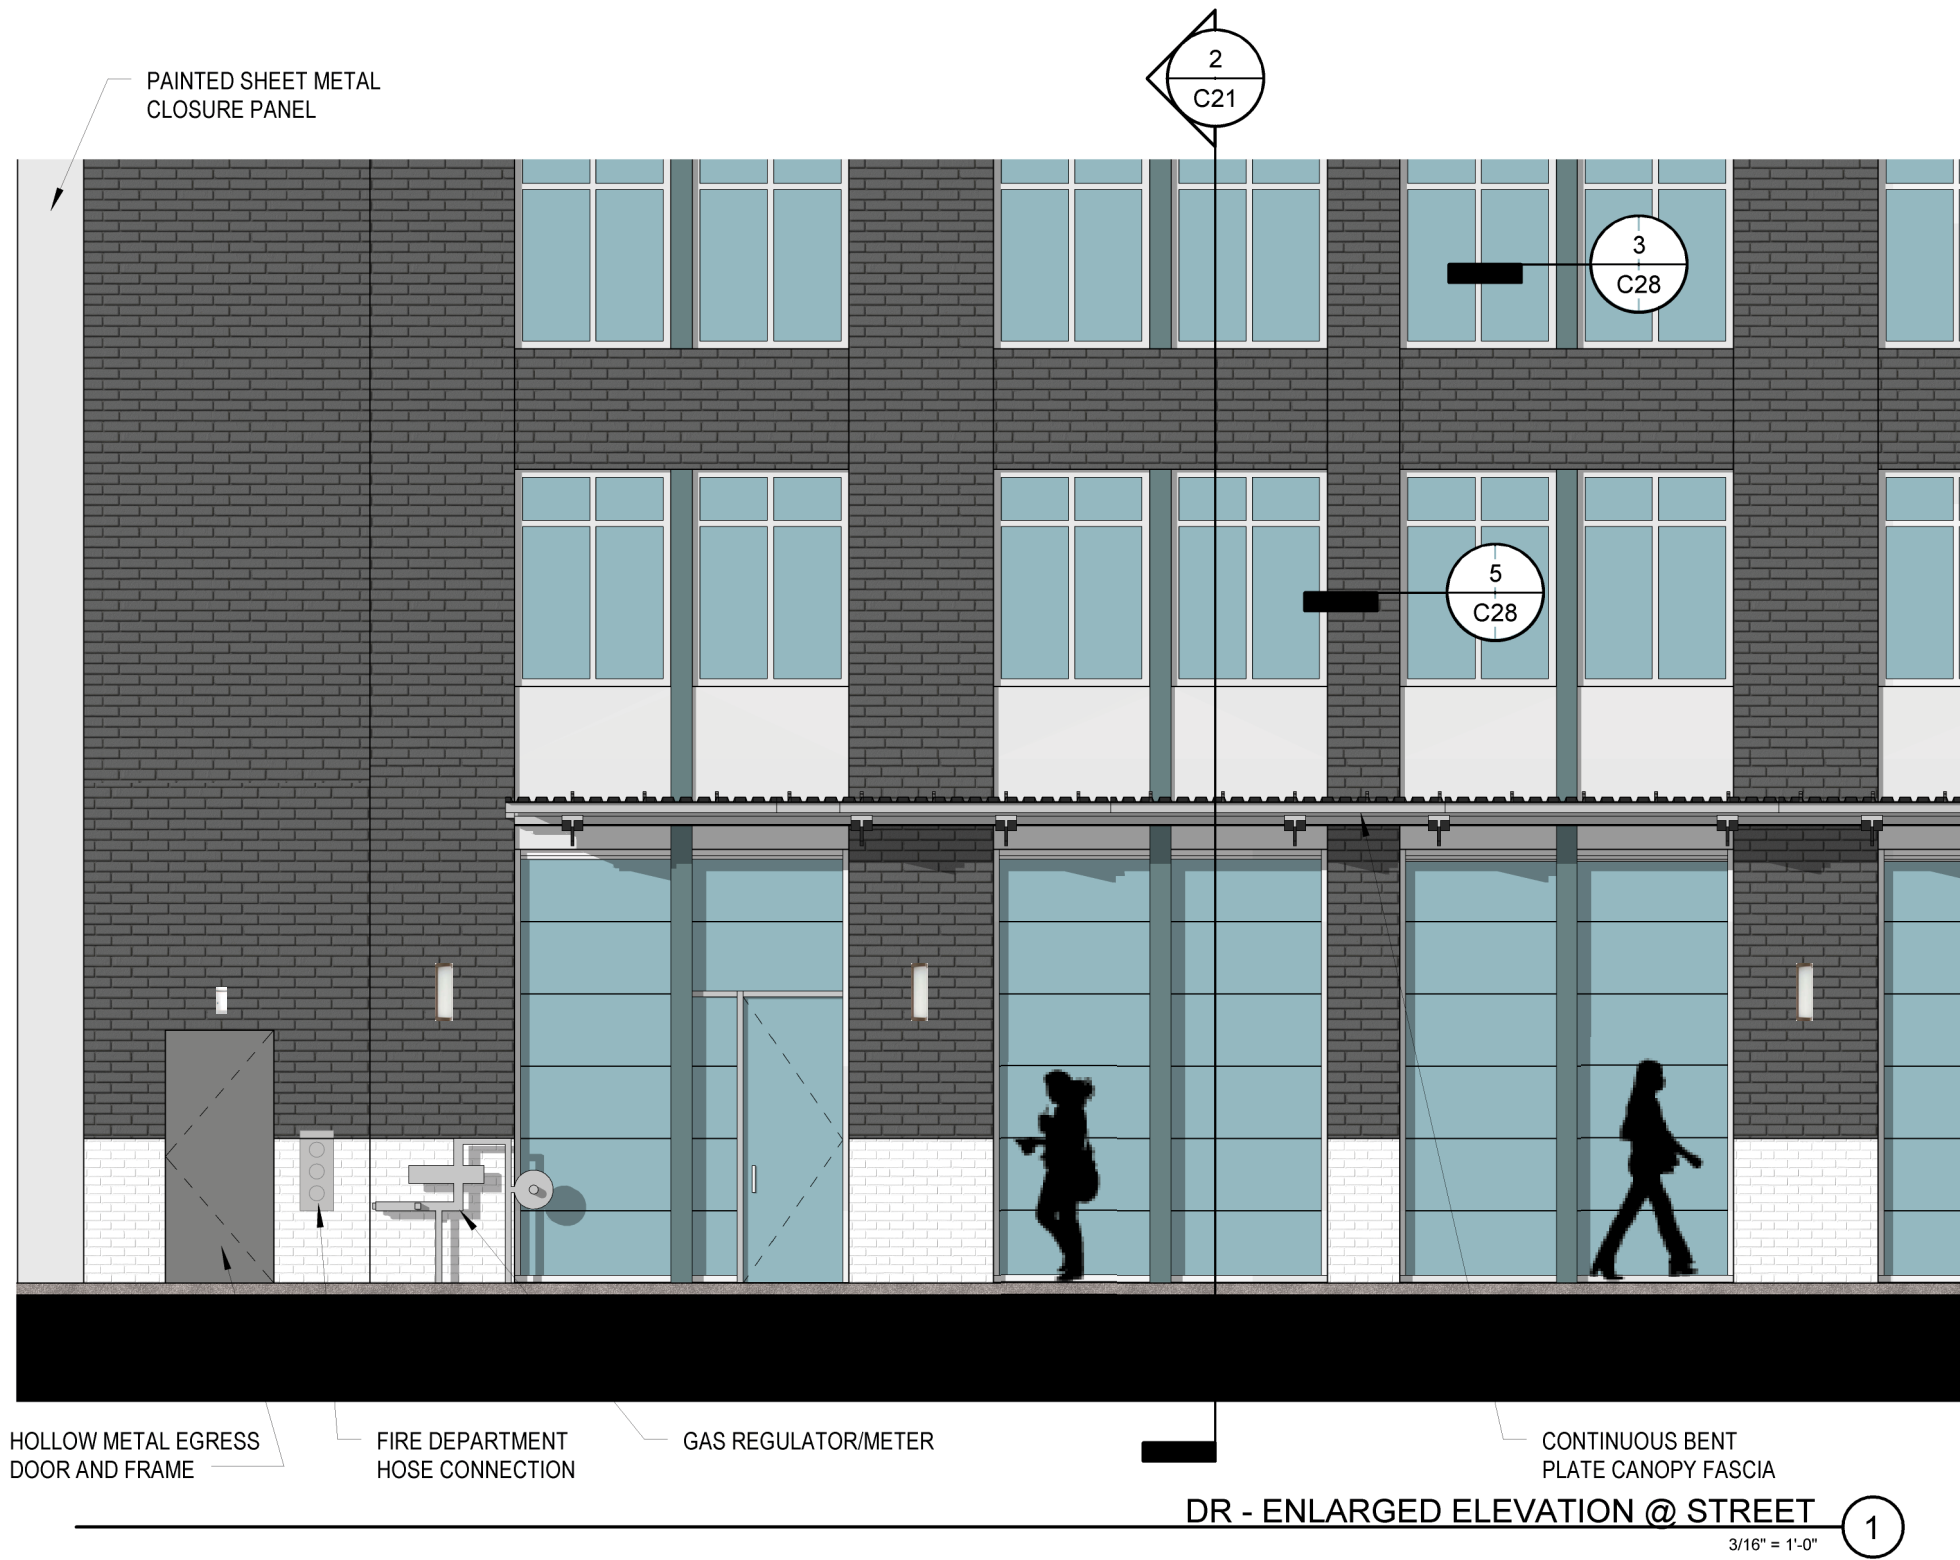 2
C21
PAINTED SHEET METAL
CLOSURE PANEL
3
C28
5
C28
HOLLOW METAL EGRESS
DOOR AND FRAME
FIRE DEPARTMENT
HOSE CONNECTION
GAS REGULATOR/METER
CONTINUOUS BENT
PLATE CANOPY FASCIA
DR - ENLARGED ELEVATION @ STREET
1
3/16" = 1'-0"